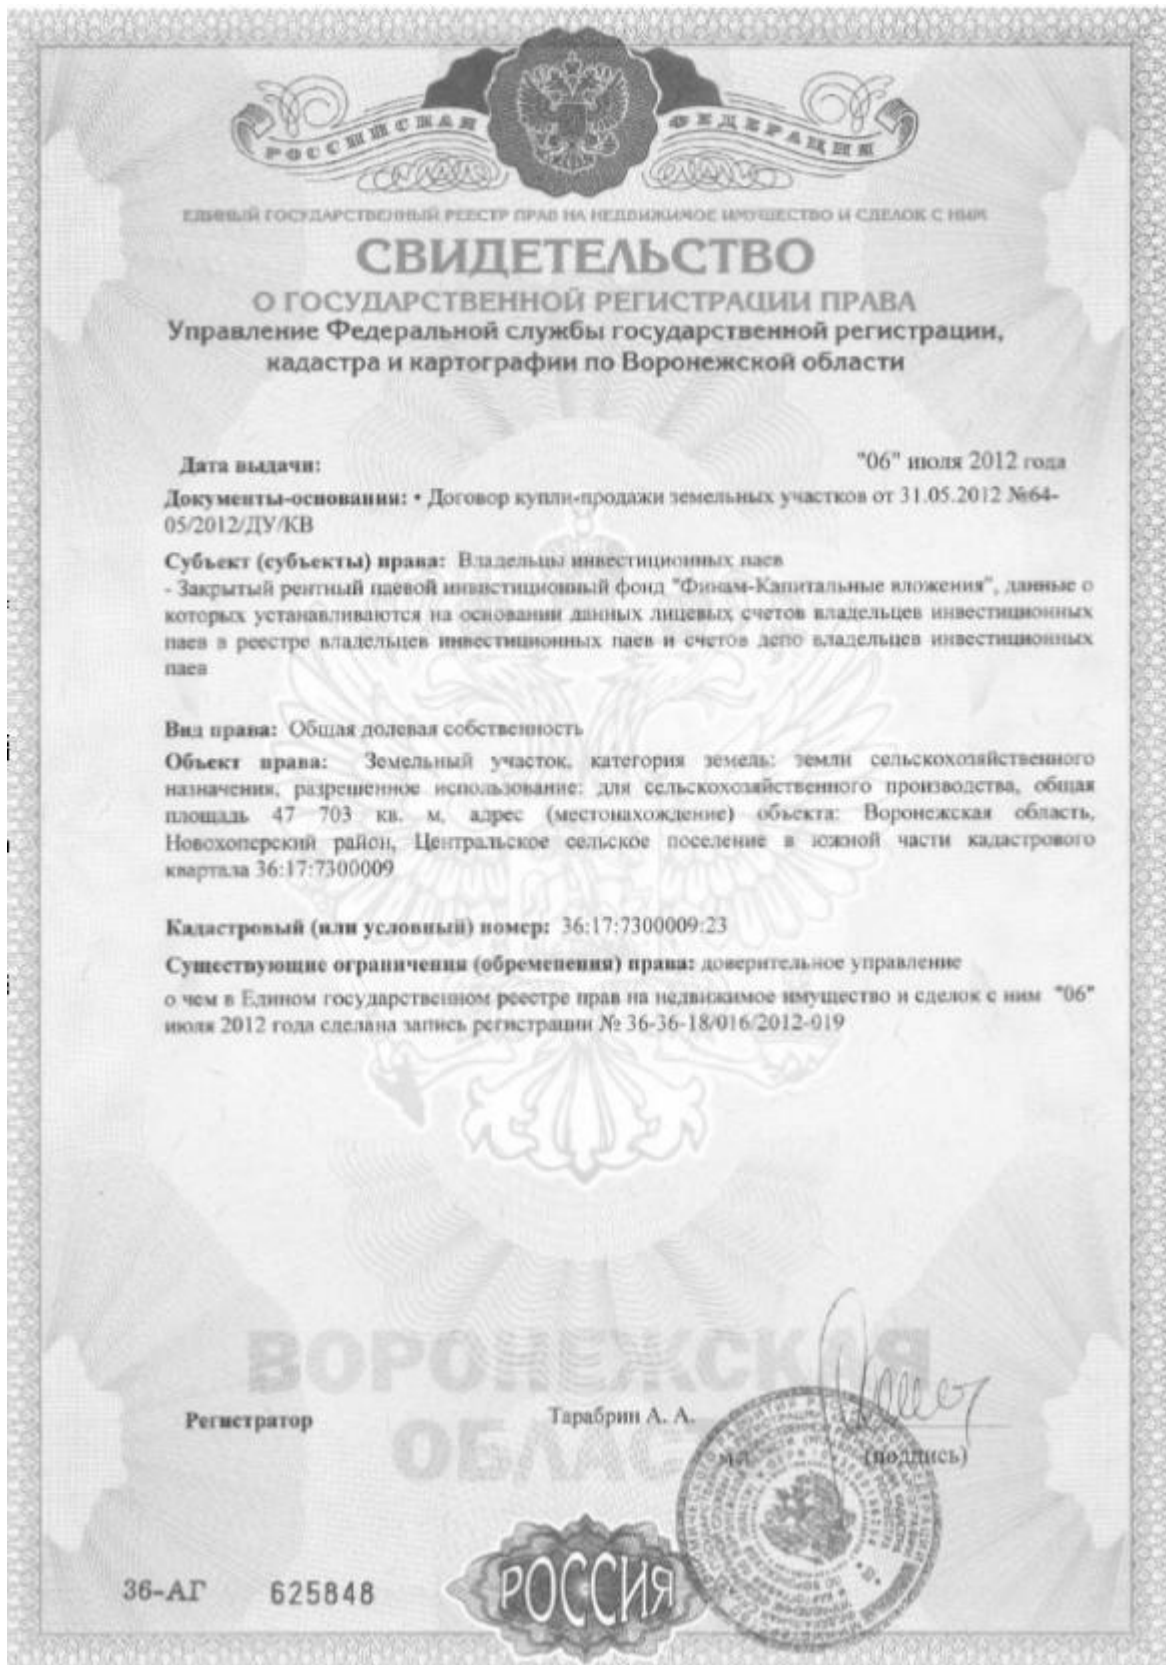 РОССИЙСКАЯ ФЕДЕРАЦИЯ
ЕДИНЫЙ ГОСУДАРСТВЕННЫЙ РЕЕСТР ПРАВ НА НЕДВИЖИМОЕ ИМУЩЕСТВО И СДЕЛОК С НИМ
СВИДЕТЕЛЬСТВО
О ГОСУДАРСТВЕННОЙ РЕГИСТРАЦИИ ПРАВА
Управление Федеральной службы государственной регистрации,
кадастра и картографии по Воронежской области
Дата выдачи: "06" июля 2012 года
Документы-основания: • Договор купли-продажи земельных участков от 31.05.2012 №64-
05/2012/ДУ/КВ
Субъект (субъекты) права: Владельцы инвестиционных паев
- Закрытый рентный паевой инвестиционный фонд "Финам-Капитальные вложения", данные о
которых устанавливаются на основании данных лицевых счетов владельцев инвестиционных
паев в реестре владельцев инвестиционных паев и счетов депо владельцев инвестиционных
паев
Вид права: Общая долевая собственность
Объект права: Земельный участок, категория земель: земли сельскохозяйственного
назначения, разрешенное использование: для сельскохозяйственного производства, общая
площадь 47 703 кв. м, адрес (местонахождение) объекта: Воронежская область,
Новохоперский район, Центральское сельское поселение в южной части кадастрового
квартала 36:17:7300009
Кадастровый (или условный) номер: 36:17:7300009:23
Существующие ограничения (обременения) права: доверительное управление
о чем в Едином государственном реестре прав на недвижимое имущество и сделок с ним "06"
июля 2012 года сделана запись регистрации № 36-36-18/016/2012-019
ВОРОНЕЖСКАЯ
ОБЛАСТЬ
Регистратор Тарабрин А. А.
м.п. (подпись)
36-АГ 625848
РОССИЯ